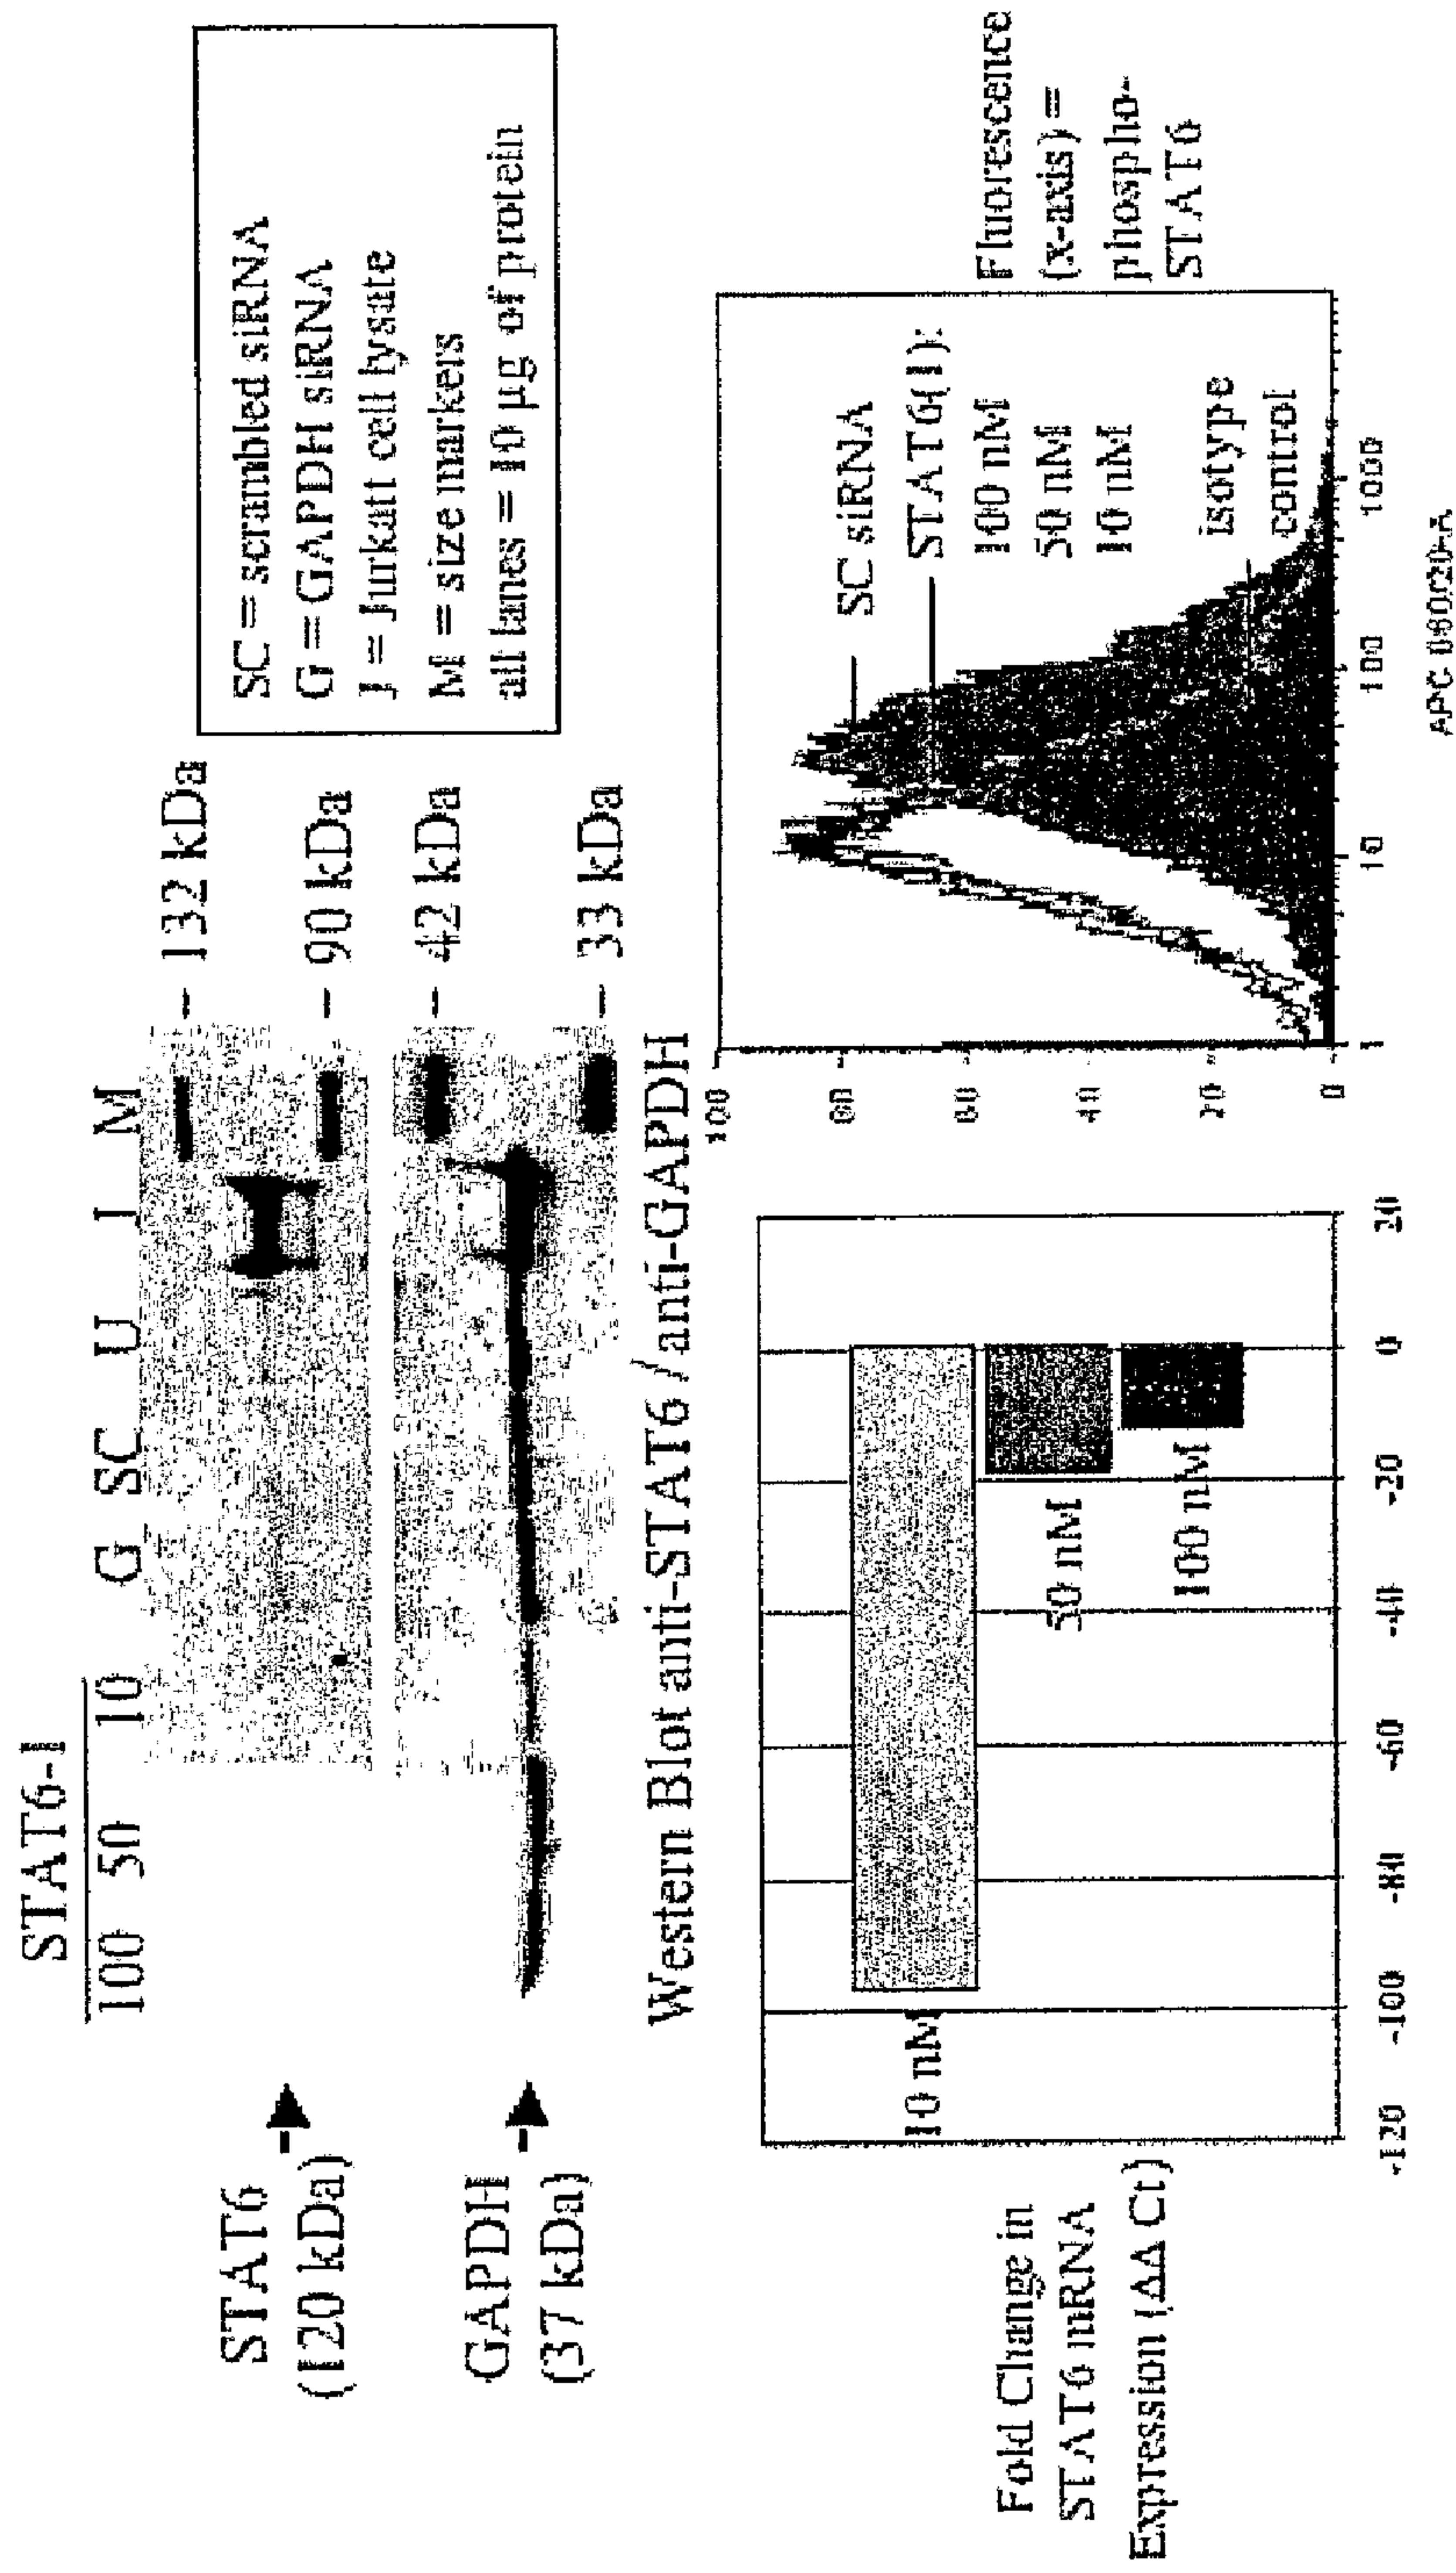 STAT6-1
100 50 10 G SC U J M
STAT6
(120 kDa)
GAPDH
(37 kDa)
- 132 kDa
- 90 kDa
- 42 kDa
- 33 kDa
SC = scrambled siRNA
G = GAPDH siRNA
J = Jurkatt cell lysate
M = size markers
all lanes = 10 µg of protein
Western Blot anti-STAT6 / anti-GAPDH
Fold Change in
STAT6 mRNA
Expression (ΔΔ Ct)
10 nM
50 nM
100 nM
-120 -100 -80 -60 -40 -20 0 20
100
80
60
40
20
0
1 10 100 1000
SC siRNA
STAT6(1):
100 nM
50 nM
10 nM
isotype
control
Fluorescence
(x-axis) =
phospho-
STAT6